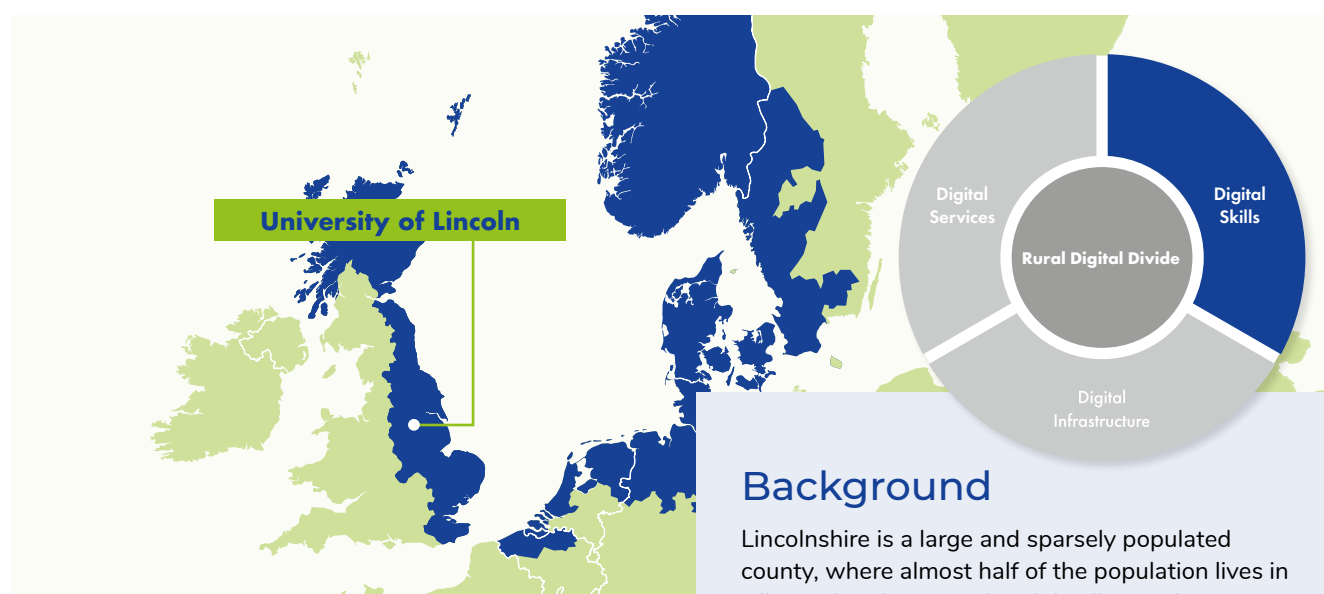 University of Lincoln
Digital
Services
Digital
Skills
Rural Digital Divide
Digital
Infrastructure
Background
Lincolnshire is a large and sparsely populated
county, where almost half of the population lives in